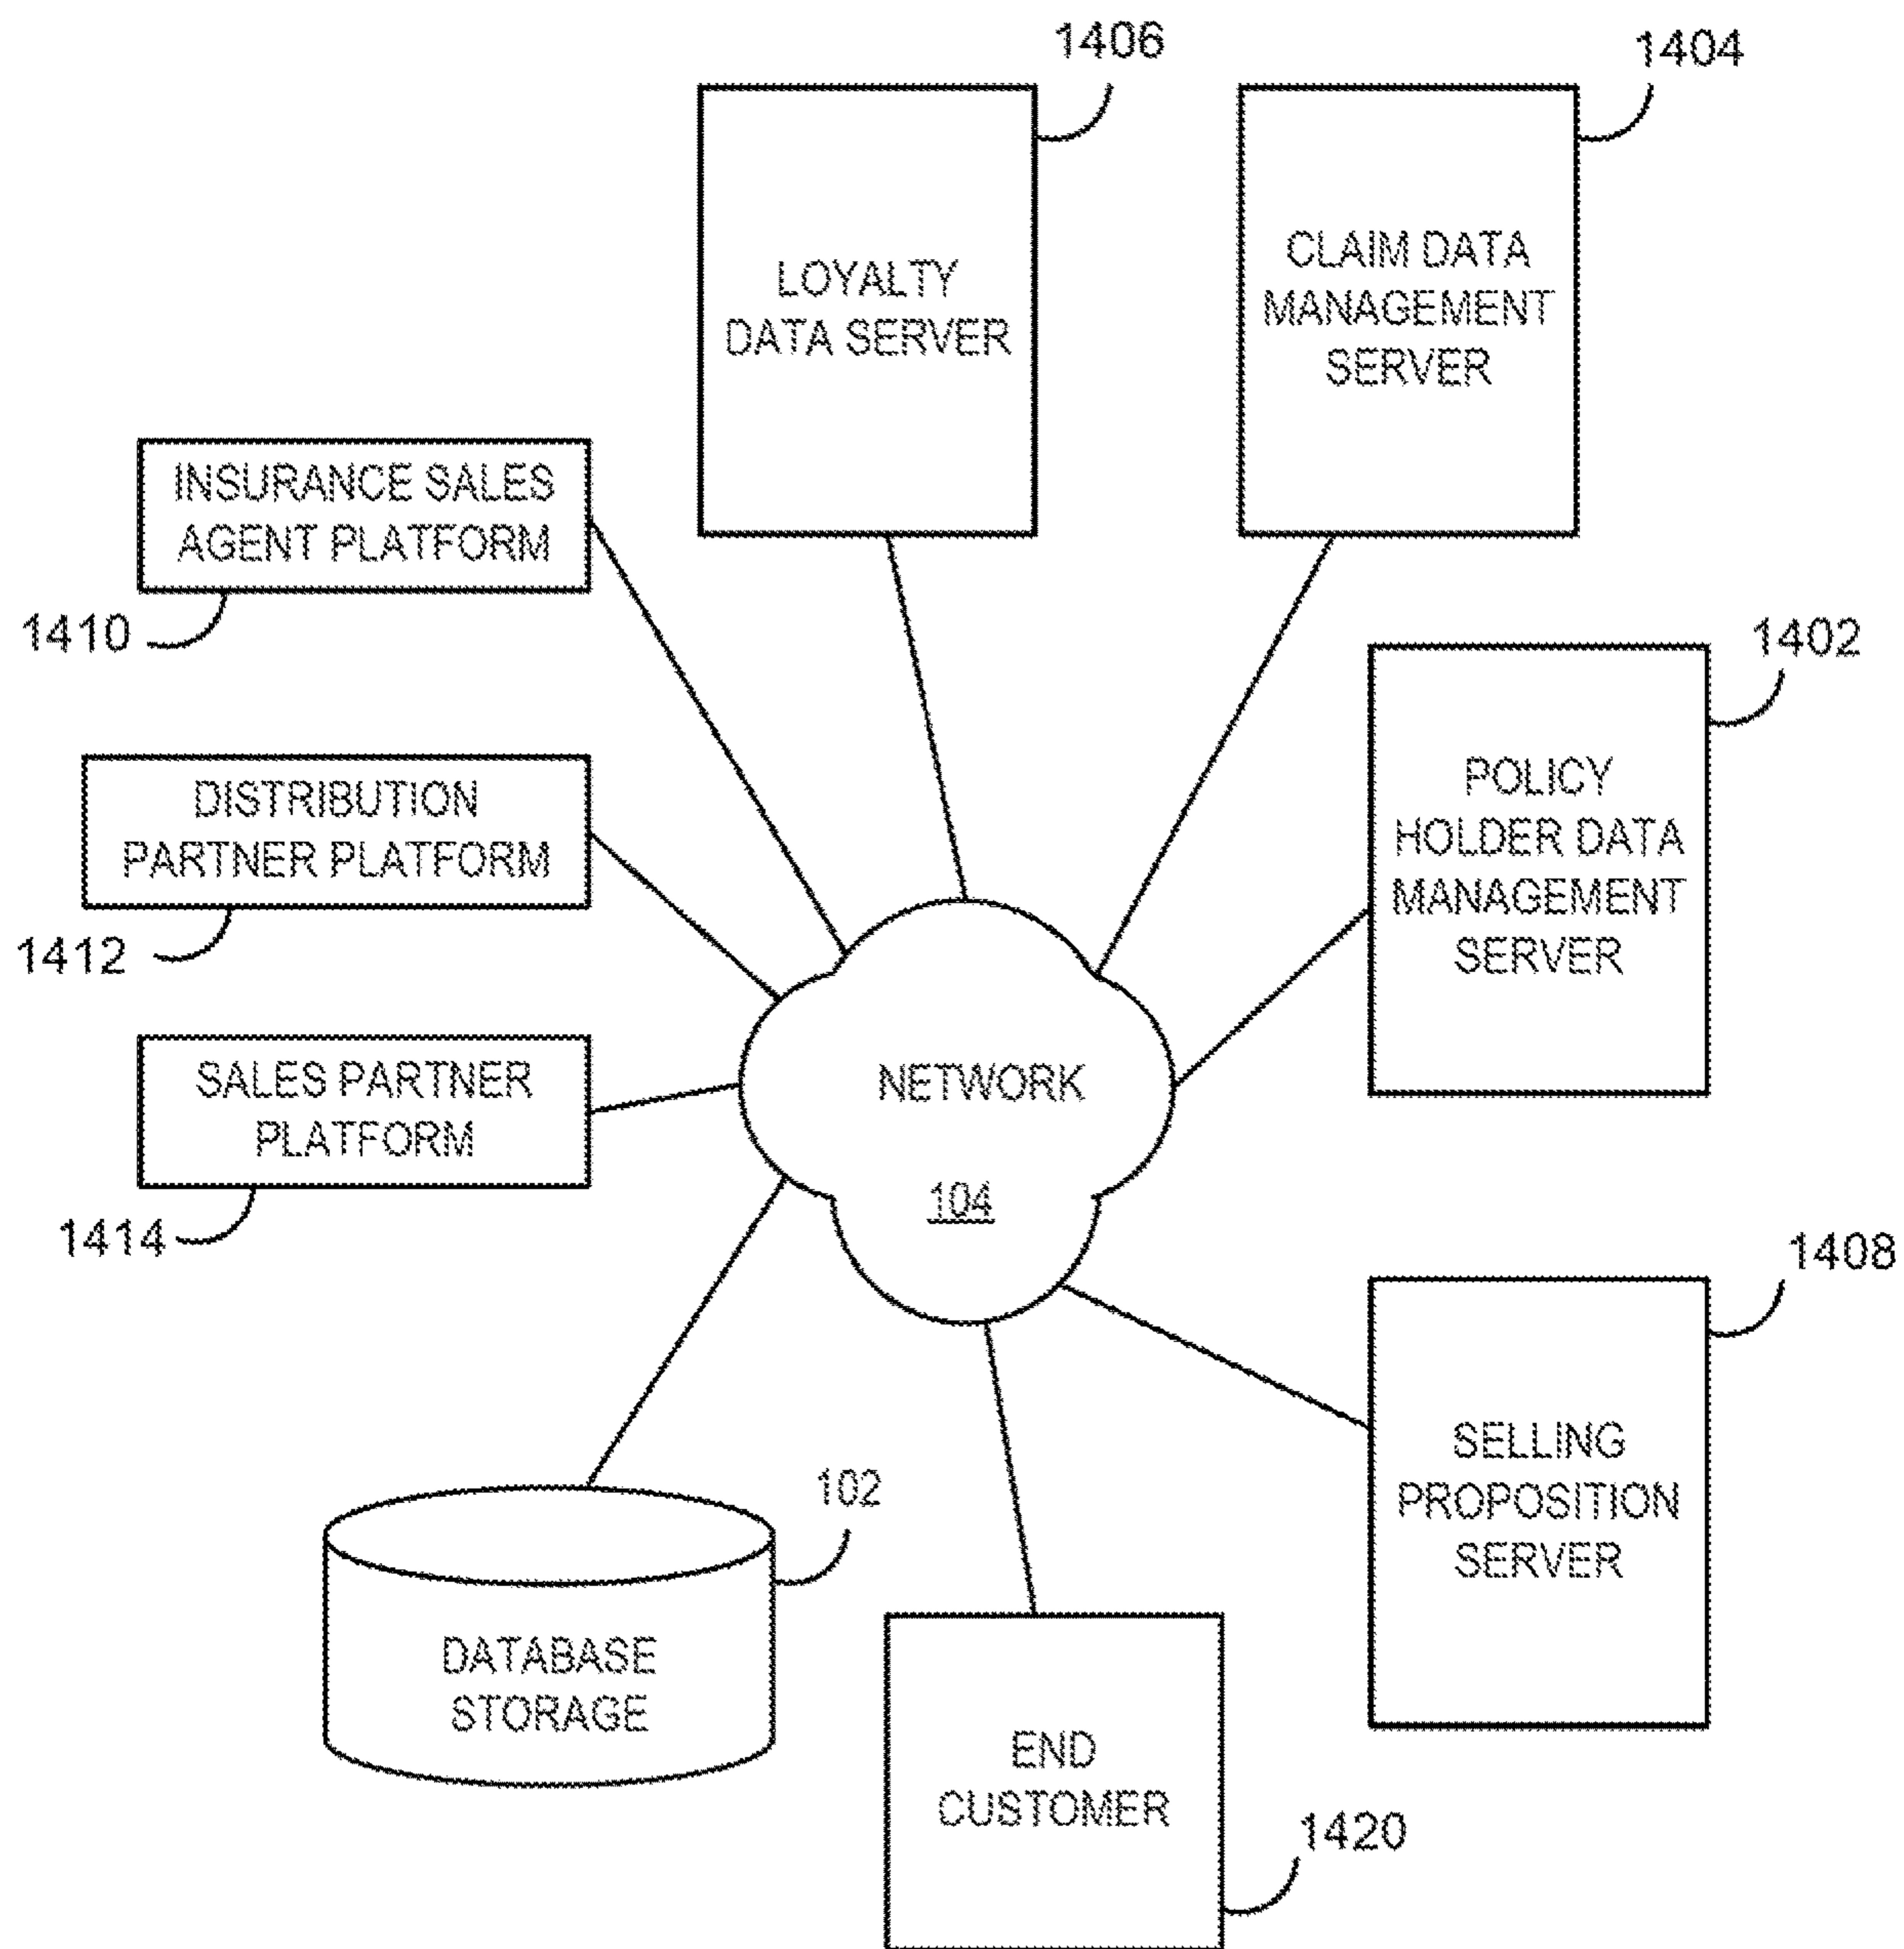 1406
1404
LOYALTY
DATA SERVER
CLAIM DATA
MANAGEMENT
SERVER
INSURANCE SALES
AGENT PLATFORM
1410
1402
POLICY
HOLDER DATA
MANAGEMENT
SERVER
DISTRIBUTION
PARTNER PLATFORM
1412
SALES PARTNER
PLATFORM
1414
NETWORK
104
1408
SELLING
PROPOSITION
SERVER
102
DATABASE
STORAGE
END
CUSTOMER
1420